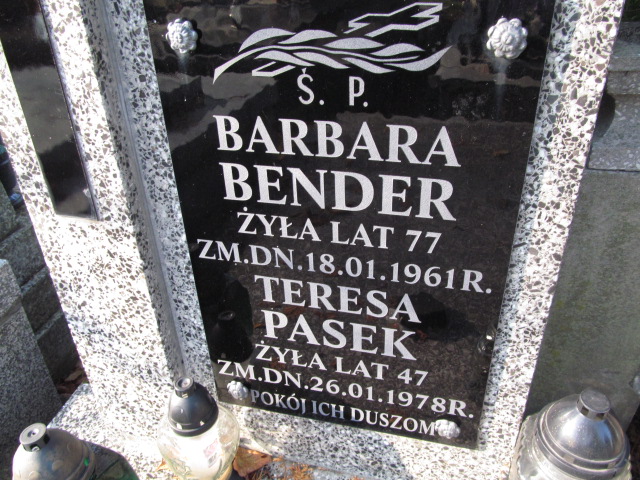 Ś. P.
BARBARA
BENDER
ŻYŁA LAT 77
ZM.DN.18.01.1961R.
TERESA
PASEK
ŻYŁA LAT 47
ZM.DN.26.01.1978R.
POKÓJ ICH DUSZOM